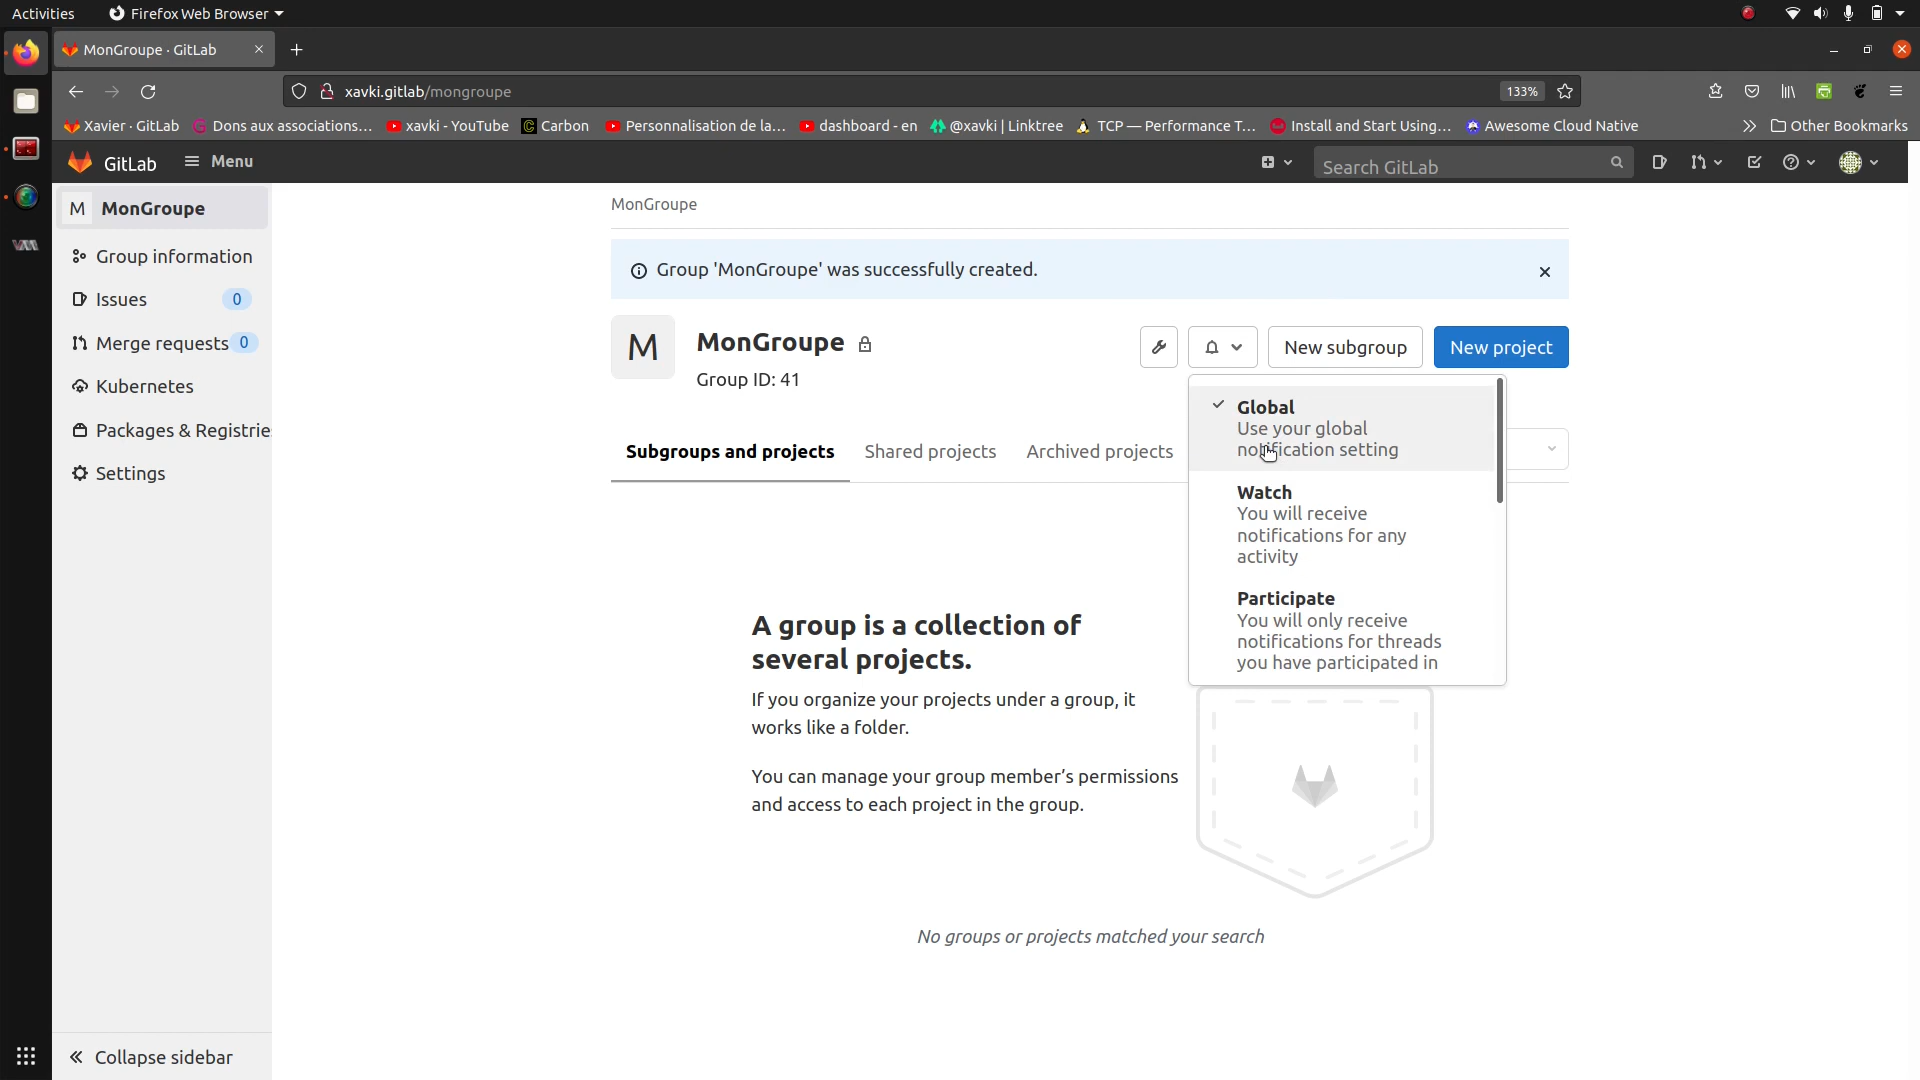 Activities
Firefox Web Browser
MonGroupe · GitLab
xavki.gitlab/mongroupe
133%
Xavier · GitLab
Dons aux associations...
xavki - YouTube
Carbon
Personnalisation de la...
dashboard - en
@xavki | Linktree
TCP — Performance T...
Install and Start Using...
Awesome Cloud Native
Other Bookmarks
GitLab
Menu
Search GitLab
M MonGroupe
Group information
Issues 0
Merge requests 0
Kubernetes
Packages & Registrie
Settings
Collapse sidebar
MonGroupe
Group 'MonGroupe' was successfully created.
M
MonGroupe
Group ID: 41
New subgroup
New project
Subgroups and projects
Shared projects
Archived projects
Global
Use your global
notification setting
Watch
You will receive
notifications for any
activity
Participate
You will only receive
notifications for threads
you have participated in
A group is a collection of
several projects.
If you organize your projects under a group, it
works like a folder.
You can manage your group member’s permissions
and access to each project in the group.
No groups or projects matched your search